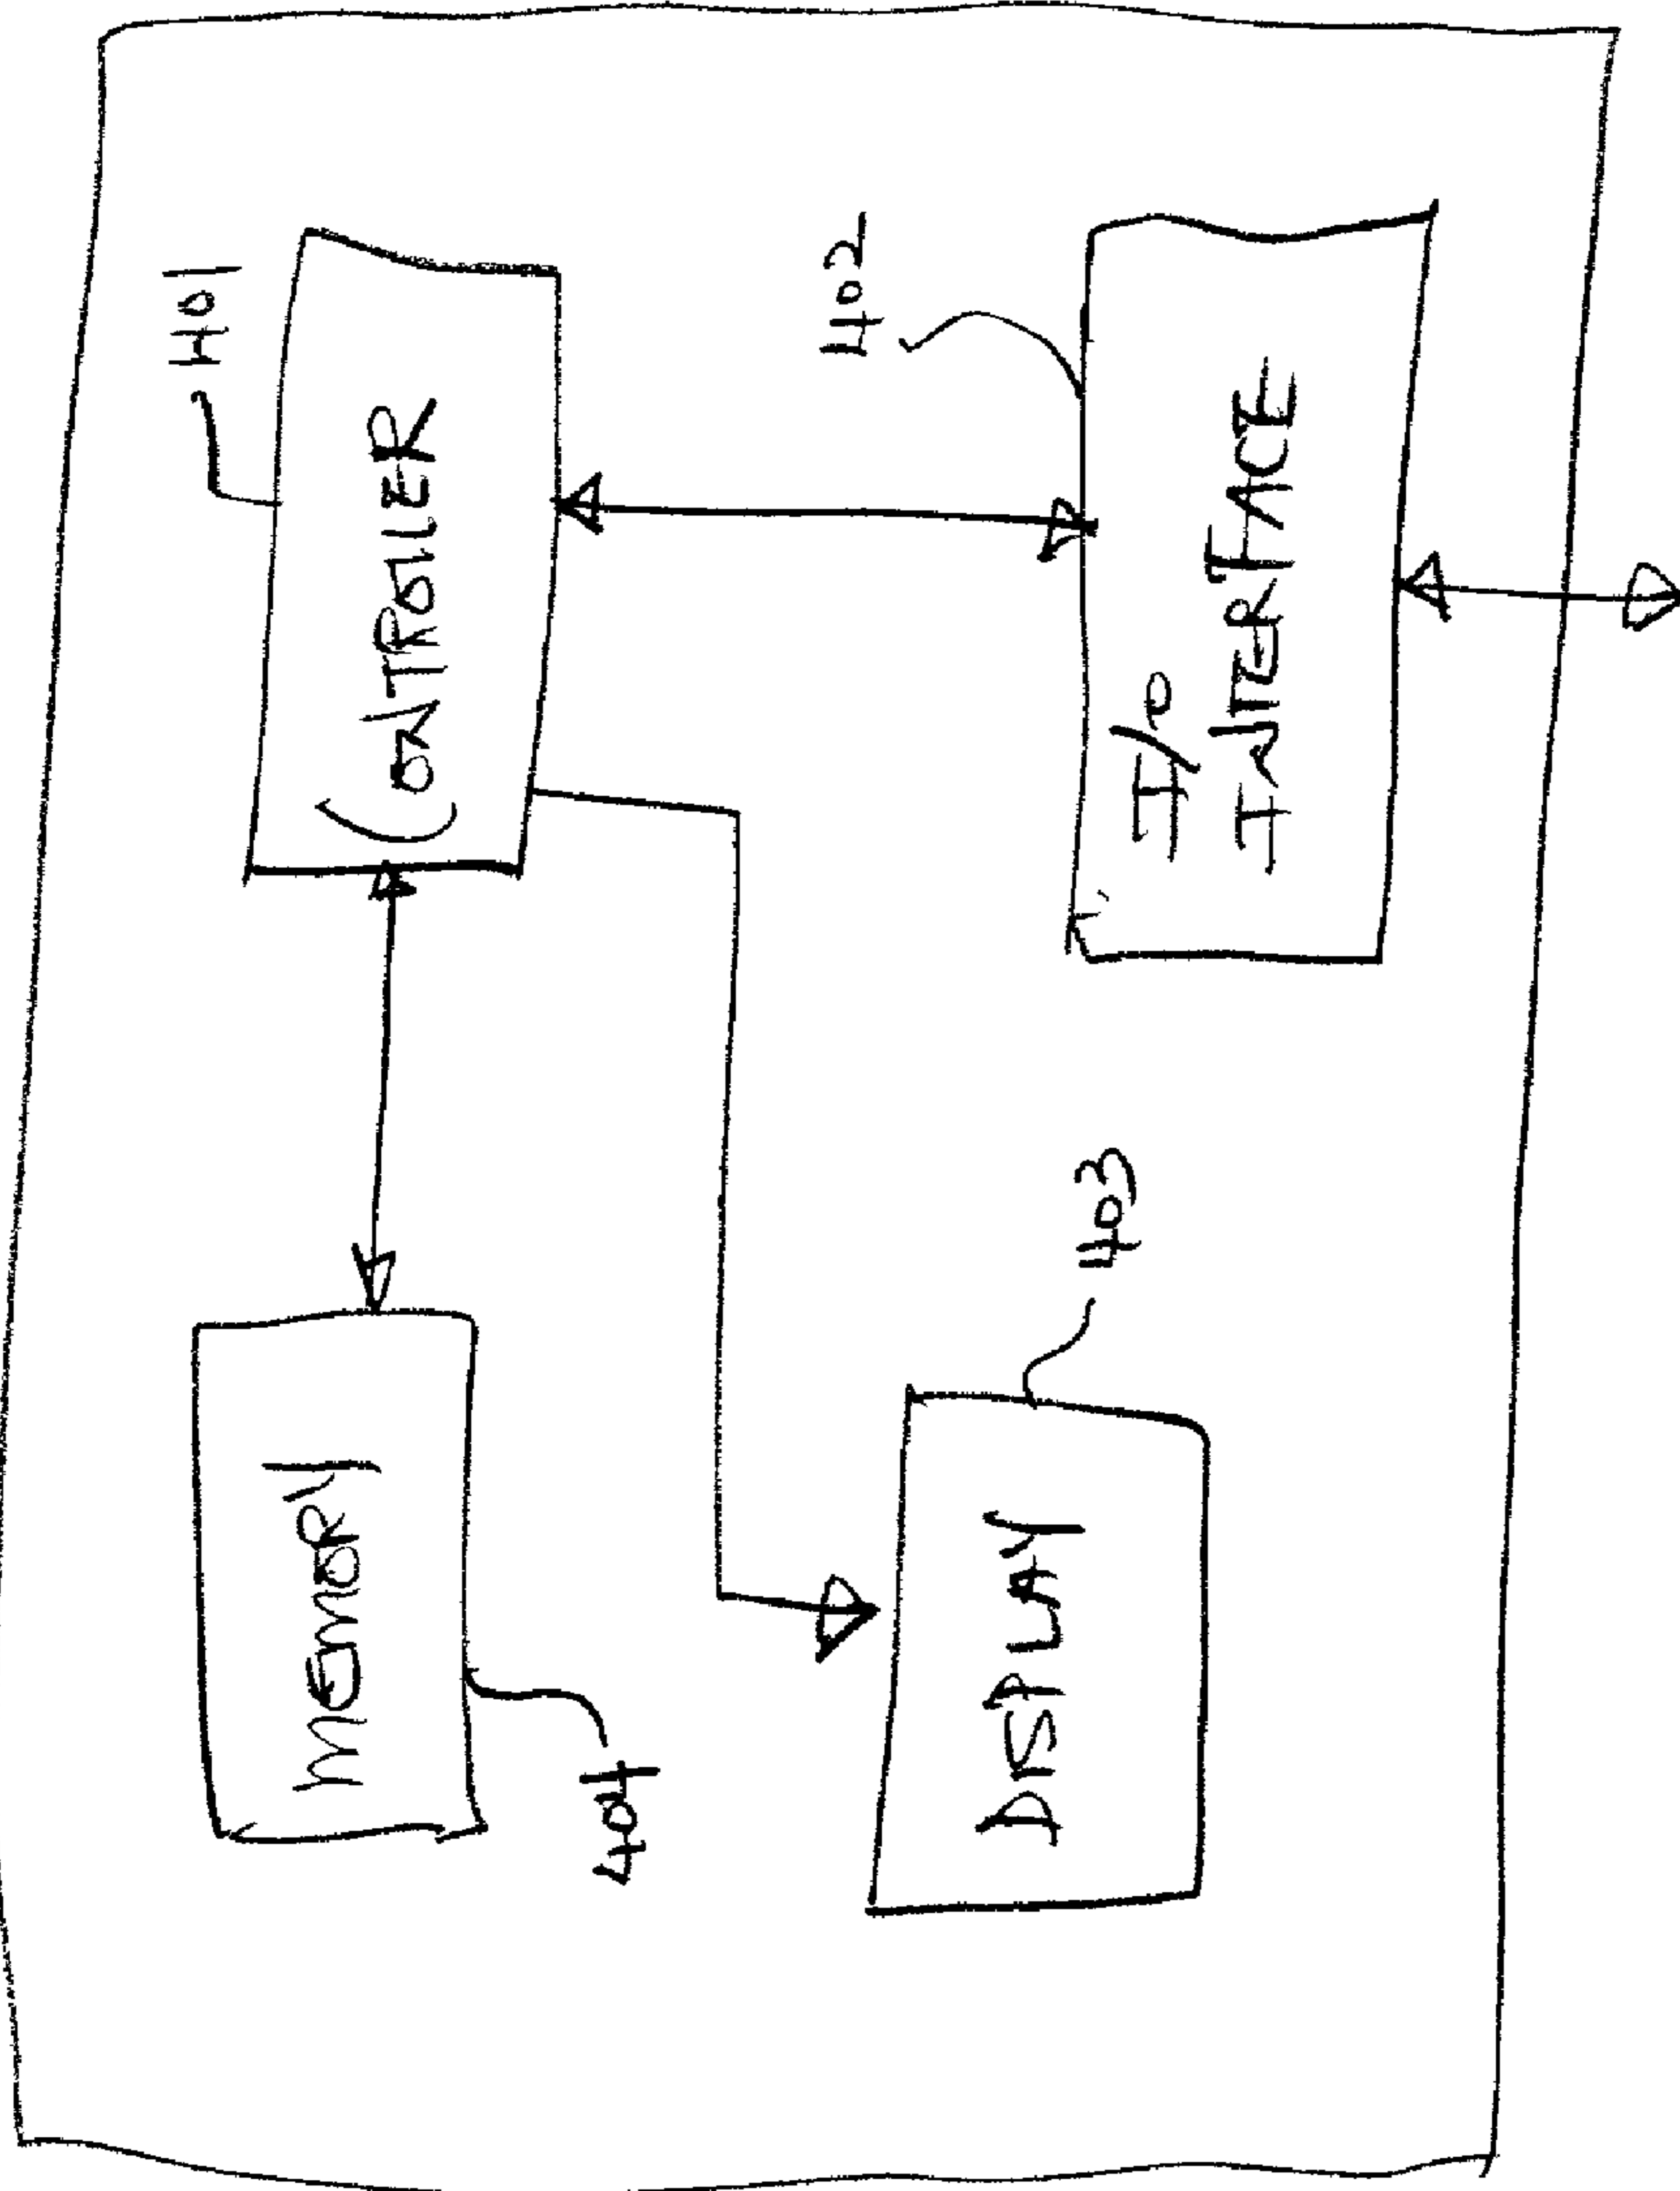 MEMORY
404
CONTROLLER
401
DISPLAY
403
I/O
INTERFACE
402